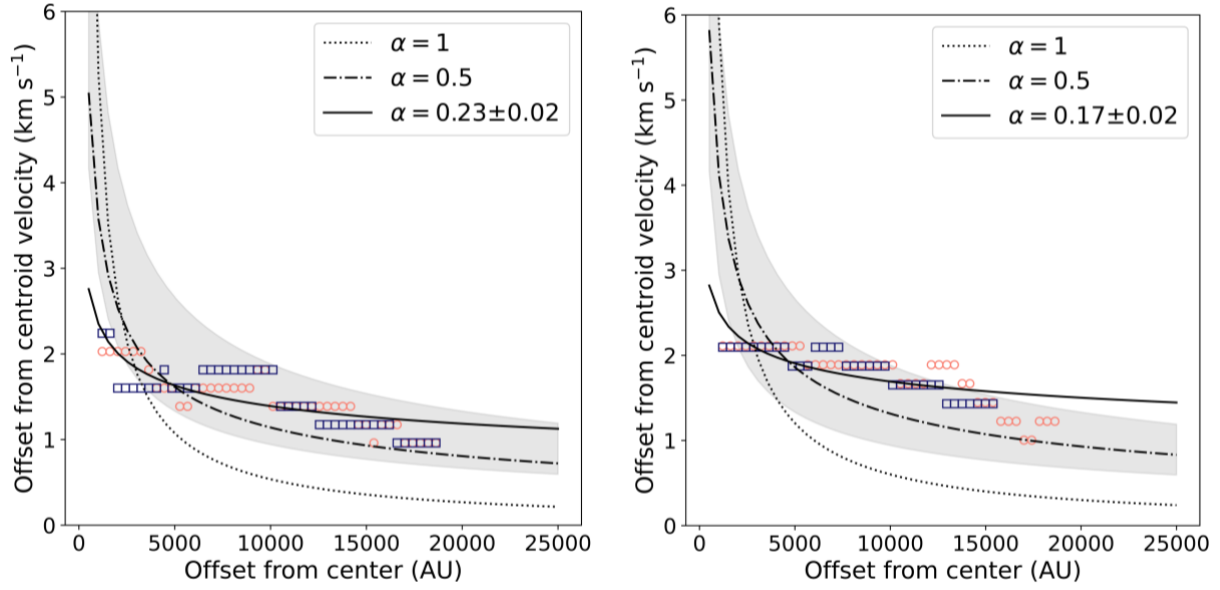 6
5
4
3
2
1
0
Offset from centroid velocity (km s⁻¹)
α = 1
α = 0.5
α = 0.23±0.02
0 5000 10000 15000 20000 25000
Offset from center (AU)
6
5
4
3
2
1
0
Offset from centroid velocity (km s⁻¹)
α = 1
α = 0.5
α = 0.17±0.02
0 5000 10000 15000 20000 25000
Offset from center (AU)